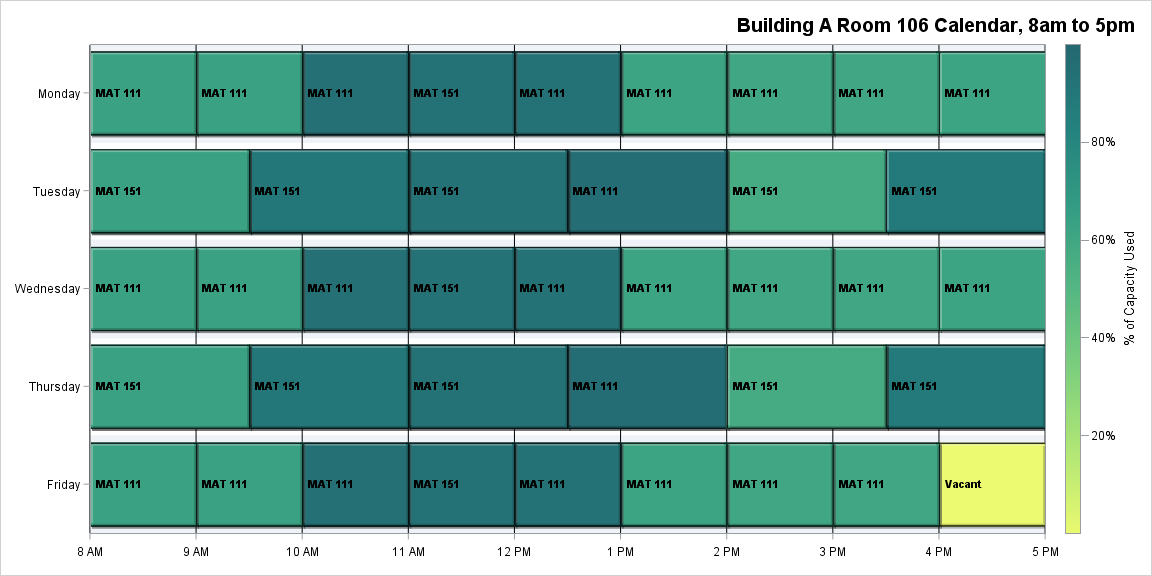 Building A Room 106 Calendar, 8am to 5pm
Monday
MAT 111
MAT 111
MAT 111
MAT 151
MAT 111
MAT 111
MAT 111
MAT 111
MAT 111
Tuesday
MAT 151
MAT 151
MAT 151
MAT 111
MAT 151
MAT 151
Wednesday
MAT 111
MAT 111
MAT 111
MAT 151
MAT 111
MAT 111
MAT 111
MAT 111
MAT 111
Thursday
MAT 151
MAT 151
MAT 151
MAT 111
MAT 151
MAT 151
Friday
MAT 111
MAT 111
MAT 111
MAT 151
MAT 111
MAT 111
MAT 111
MAT 111
Vacant
8 AM
9 AM
10 AM
11 AM
12 PM
1 PM
2 PM
3 PM
4 PM
5 PM
80%
60%
40%
20%
% of Capacity Used